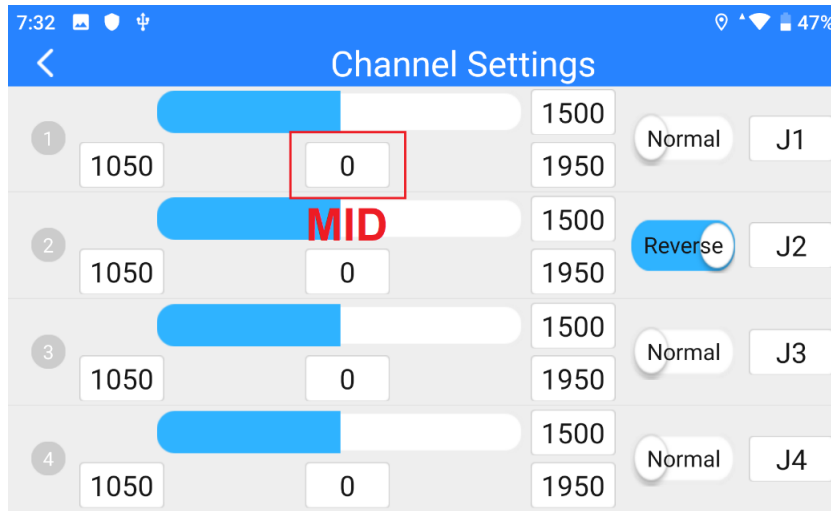 7:32 47%
Channel Settings
1 1500 Normal J1
1050 0 1950
MID
2 1500 Reverse J2
1050 0 1950
3 1500 Normal J3
1050 0 1950
4 1500 Normal J4
1050 0 1950